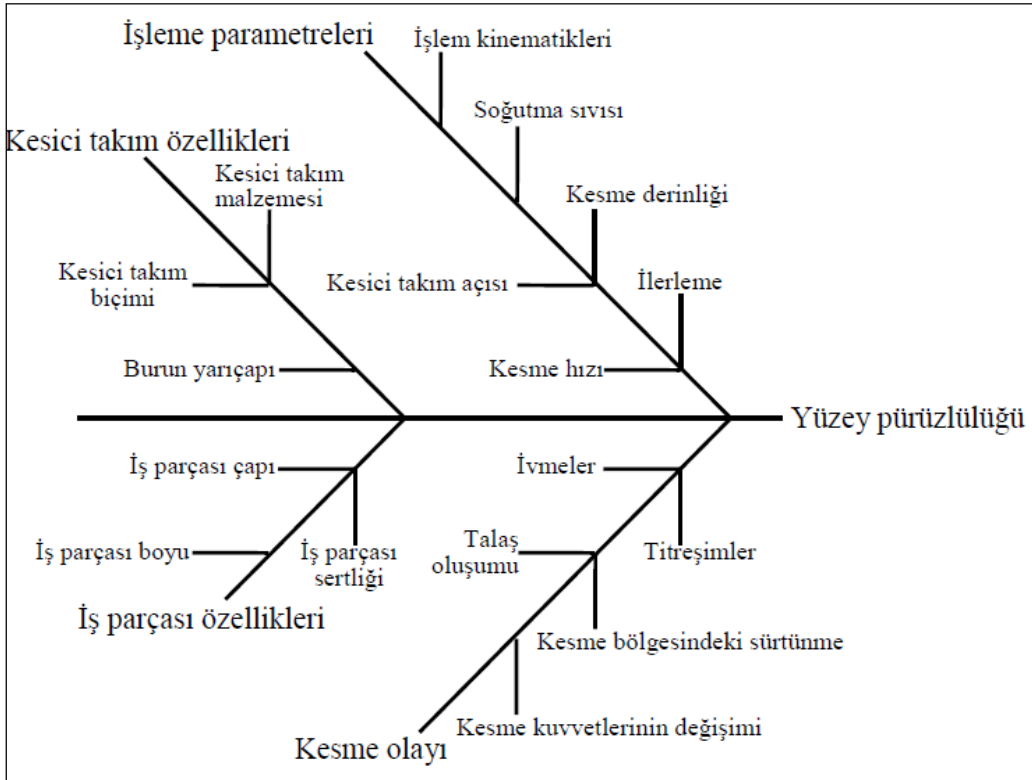 İşleme parametreleri
İşlem kinematikleri
Soğutma sıvısı
Kesme derinliği
Kesici takım açısı
İlerleme
Kesme hızı
Kesici takım özellikleri
Kesici takım
malzemesi
Kesici takım
biçimi
Burun yarıçapı
Yüzey pürüzlülüğü
İş parçası çapı
İş parçası boyu
İş parçası
sertliği
İş parçası özellikleri
İvmeler
Titreşimler
Talaş
oluşumu
Kesme bölgesindeki sürtünme
Kesme kuvvetlerinin değişimi
Kesme olayı